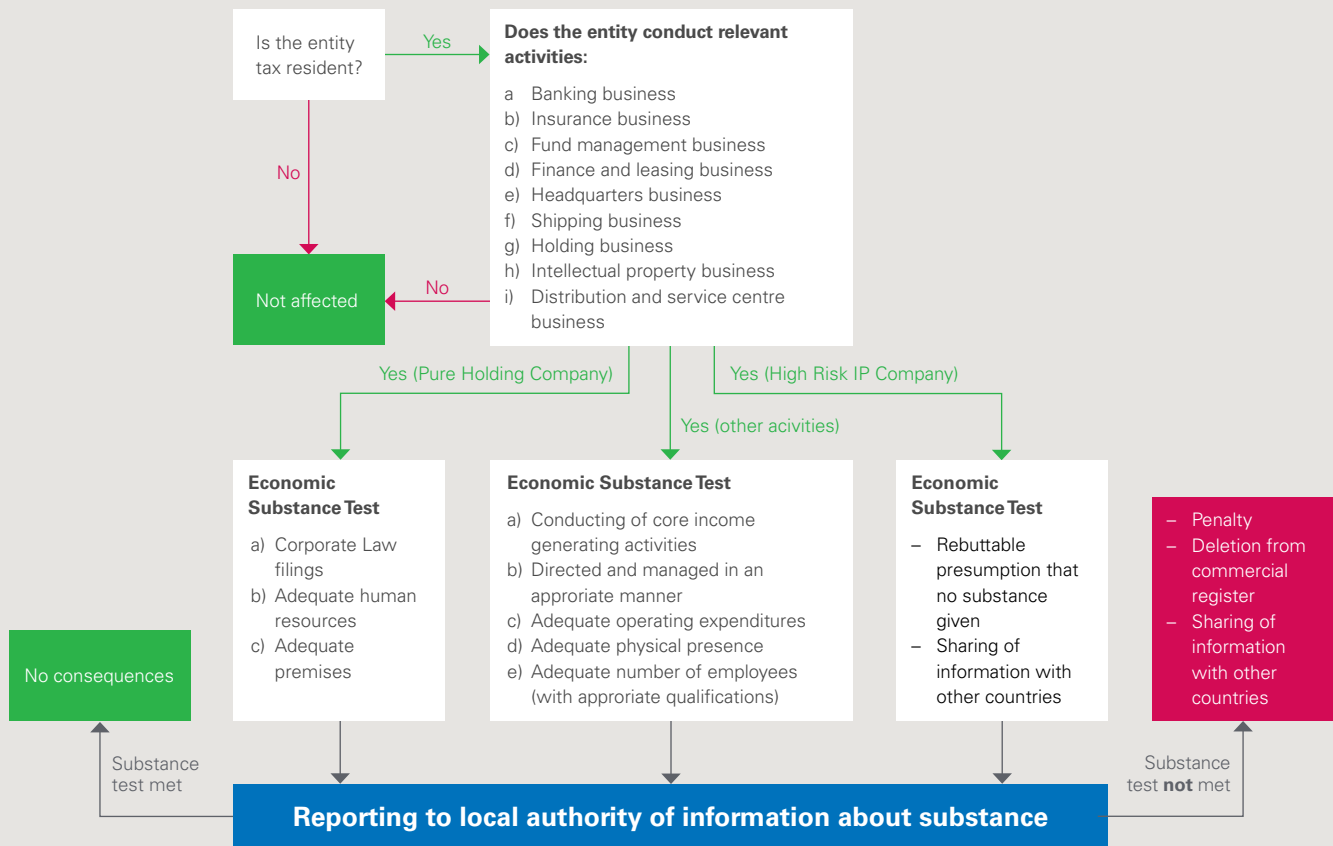 Is the entity
tax resident?
Yes
Does the entity conduct relevant
activities:
a Banking business
b) Insurance business
c) Fund management business
d) Finance and leasing business
e) Headquarters business
f) Shipping business
g) Holding business
h) Intellectual property business
i) Distribution and service centre
business
No
Not affected
No
Yes (Pure Holding Company)
Yes (other acivities)
Yes (High Risk IP Company)
Economic
Substance Test
a) Corporate Law
filings
b) Adequate human
resources
c) Adequate
premises
Economic Substance Test
a) Conducting of core income
generating activities
b) Directed and managed in an
approriate manner
c) Adequate operating expenditures
d) Adequate physical presence
e) Adequate number of employees
(with approriate qualifications)
Economic
Substance Test
– Rebuttable
presumption that
no substance
given
– Sharing of
information with
other countries
– Penalty
– Deletion from
commercial
register
– Sharing of
information
with other
countries
No consequences
Substance
test met
Substance
test not met
Reporting to local authority of information about substance